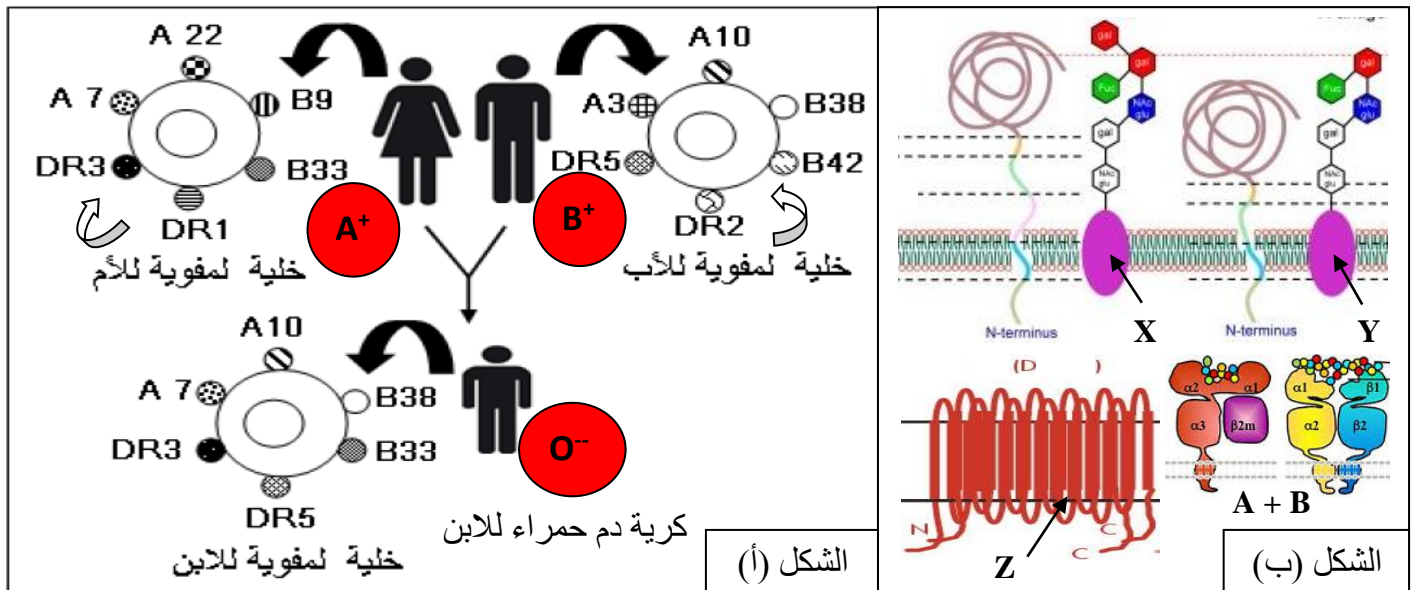 A 22
A 7
B9
DR3
B33
DR1
خلية لمفوية للأم
A⁺
B⁺
A10
A3
B38
DR5
B42
DR2
خلية لمفوية للأب
A10
A 7
B38
DR3
B33
DR5
خلية لمفوية للابن
O⁻⁻
كرية دم حمراء للابن
الشكل (أ)
gal
gal
Fuc
NAc
glu
gal
NAc
glu
N-terminus
X
gal
Fuc
NAc
glu
gal
NAc
glu
N-terminus
Y
(D )
N
C
C
Z
α2
α1
α3
β2m
α1
β1
α2
β2
A + B
الشكل (ب)